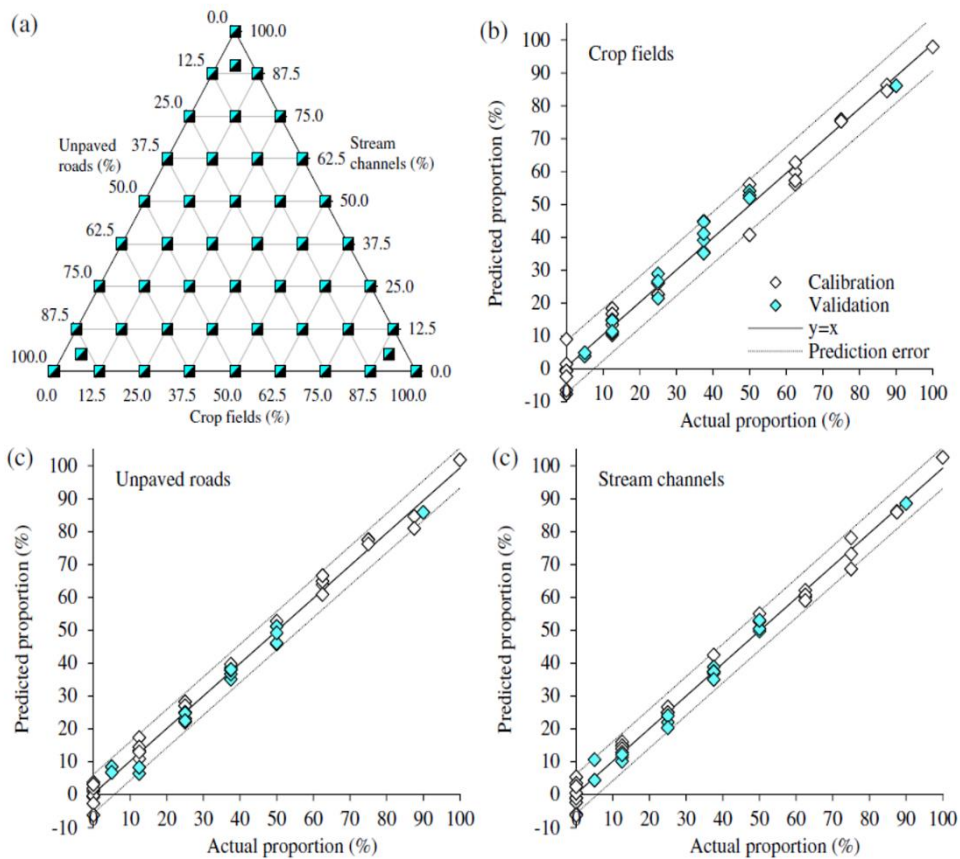 (a)
0.0
100.0
12.5
87.5
25.0
75.0
Unpaved
roads (%)
37.5
Stream
channels (%)
62.5
50.0
50.0
62.5
37.5
75.0
25.0
87.5
12.5
100.0
0.0
0.0 12.5 25.0 37.5 50.0 62.5 75.0 87.5 100.0
Crop fields (%)
(b)
Crop fields
Predicted proportion (%)
100
90
80
70
60
50
40
30
20
10
0
-10
Calibration
Validation
y=x
Prediction error
10 20 30 40 50 60 70 80 90 100
Actual proportion (%)
(c)
Unpaved roads
Predicted proportion (%)
100
90
80
70
60
50
40
30
20
10
0
-10
0 10 20 30 40 50 60 70 80 90 100
Actual proportion (%)
(c)
Stream channels
Predicted proportion (%)
100
90
80
70
60
50
40
30
20
10
0
-10
0 10 20 30 40 50 60 70 80 90 100
Actual proportion (%)